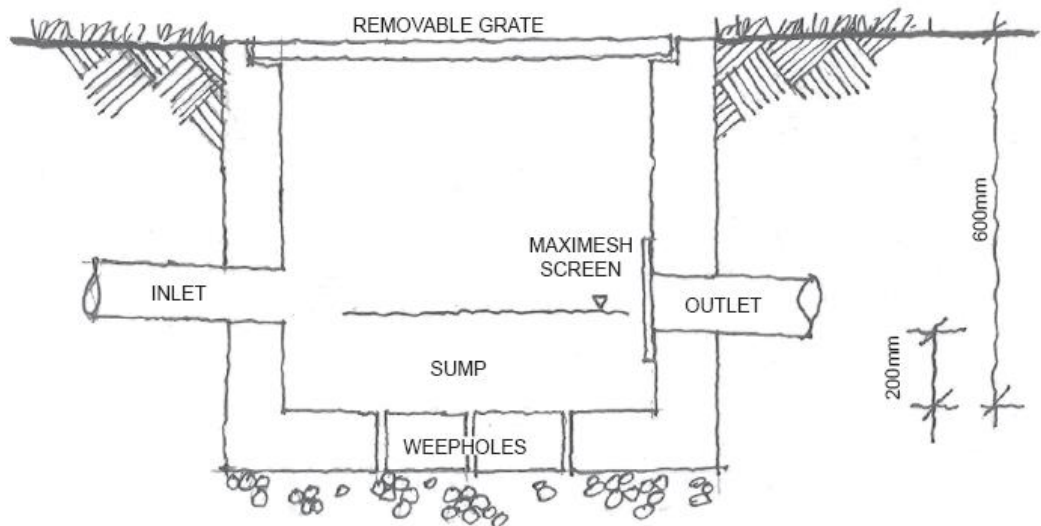 REMOVABLE GRATE
MAXIMESH
SCREEN
INLET
OUTLET
600mm
200mm
SUMP
WEEPHOLES